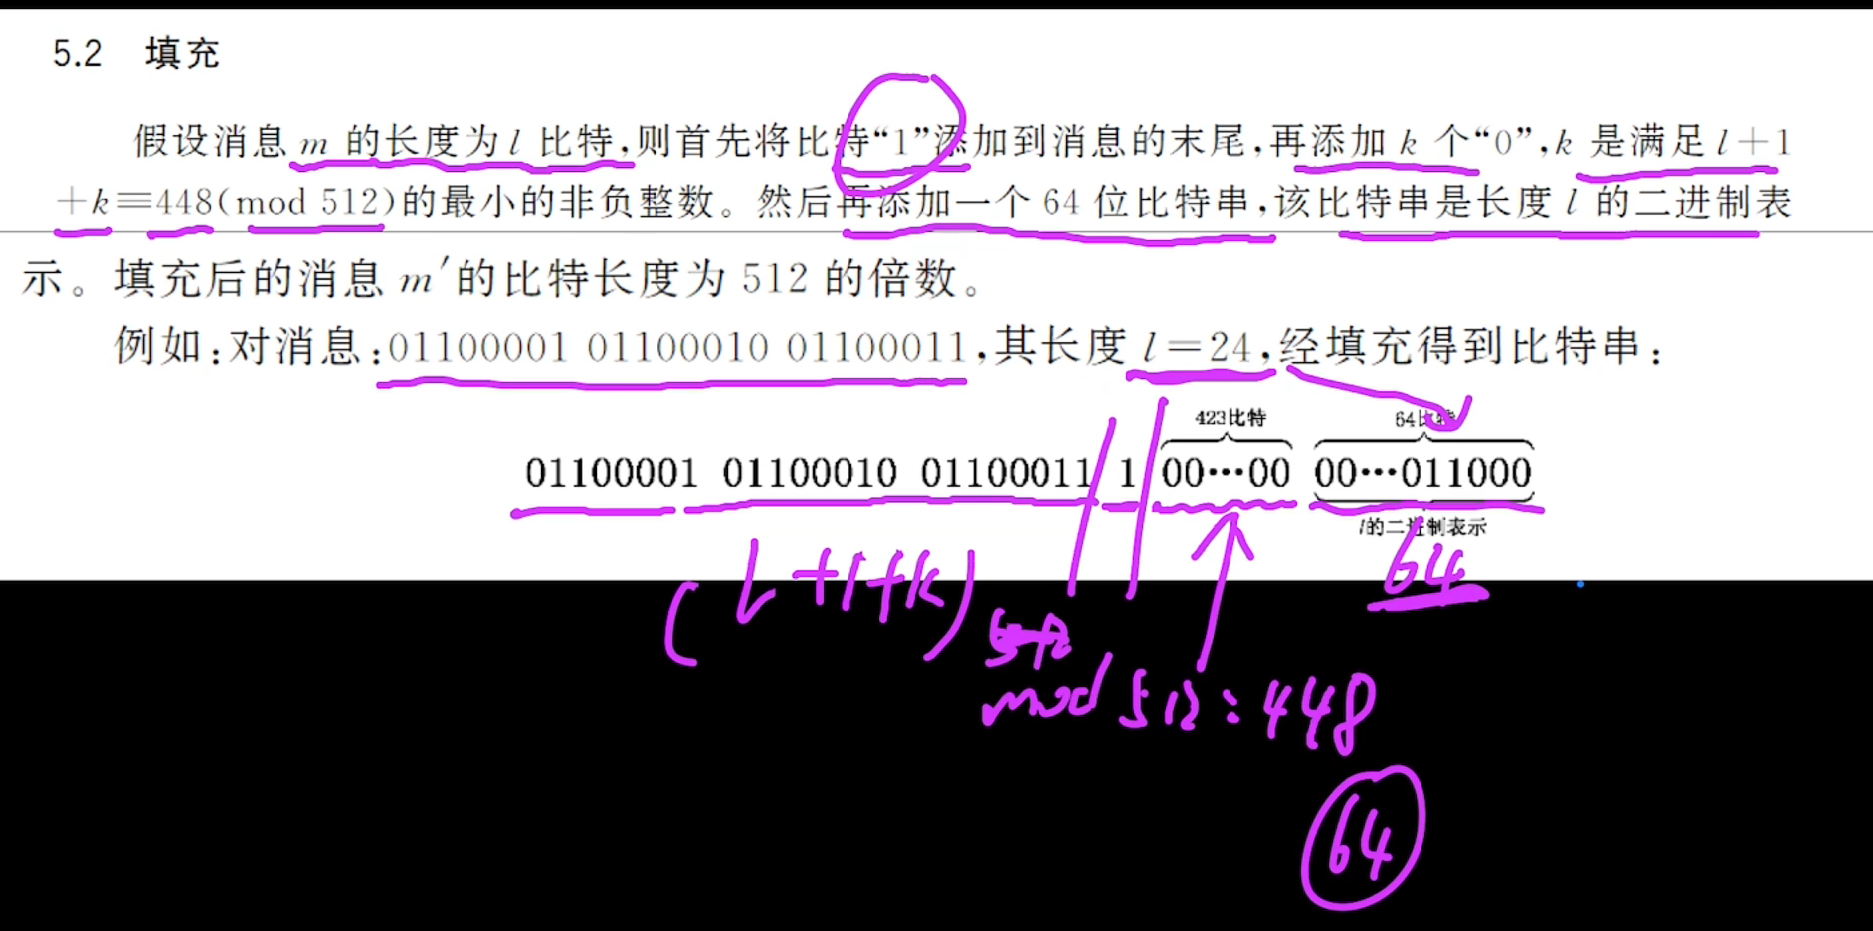 5.2 填充
假设消息 m 的长度为 l 比特,则首先将比特“1”添加到消息的末尾,再添加 k 个“0”,k 是满足 l+1
+k≡448(mod 512)的最小的非负整数。然后再添加一个 64 位比特串,该比特串是长度 l 的二进制表
示。填充后的消息 m′的比特长度为 512 的倍数。
例如:对消息:01100001 01100010 01100011,其长度 l=24,经填充得到比特串:
423比特 64比特
01100001 01100010 01100011 1 00···00 00···011000
l的二进制表示
64
(l+1+k)
mod 512:448
64